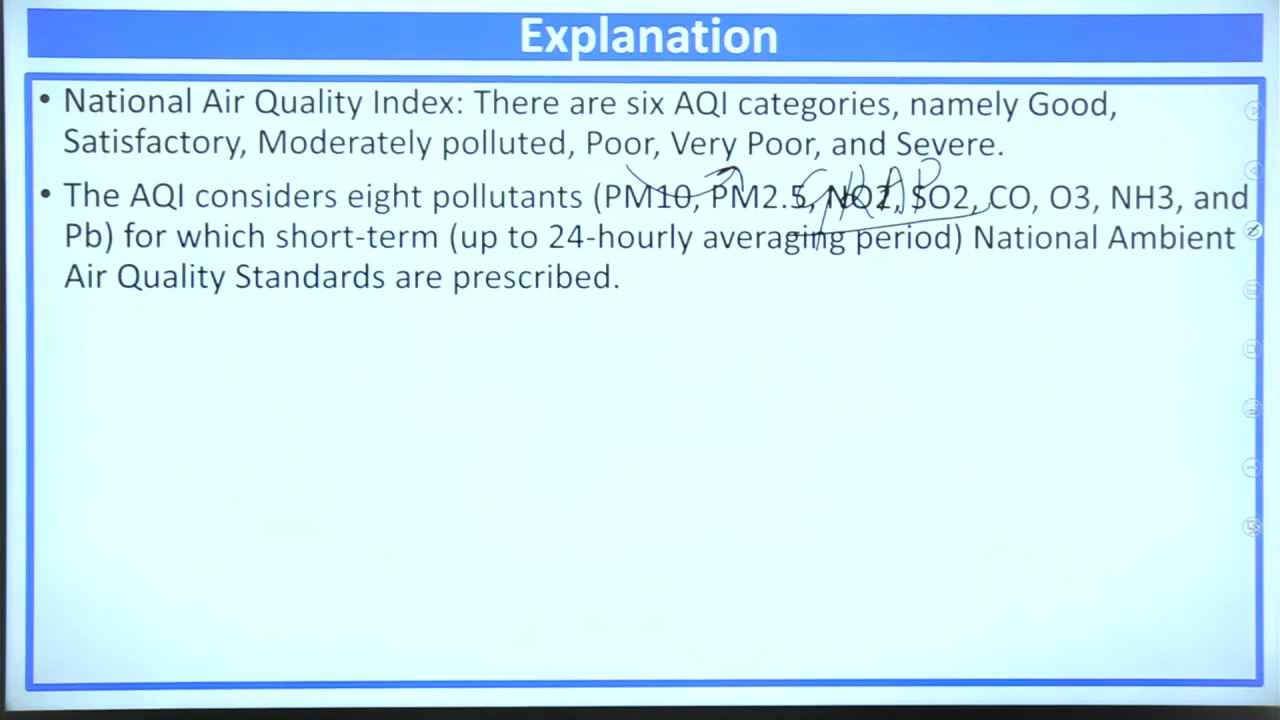 Explanation
• National Air Quality Index: There are six AQI categories, namely Good,
Satisfactory, Moderately polluted, Poor, Very Poor, and Severe.
• The AQI considers eight pollutants (PM10, PM2.5, NO2, SO2, CO, O3, NH3, and
GRAP
Pb) for which short-term (up to 24-hourly averaging period) National Ambient
Air Quality Standards are prescribed.